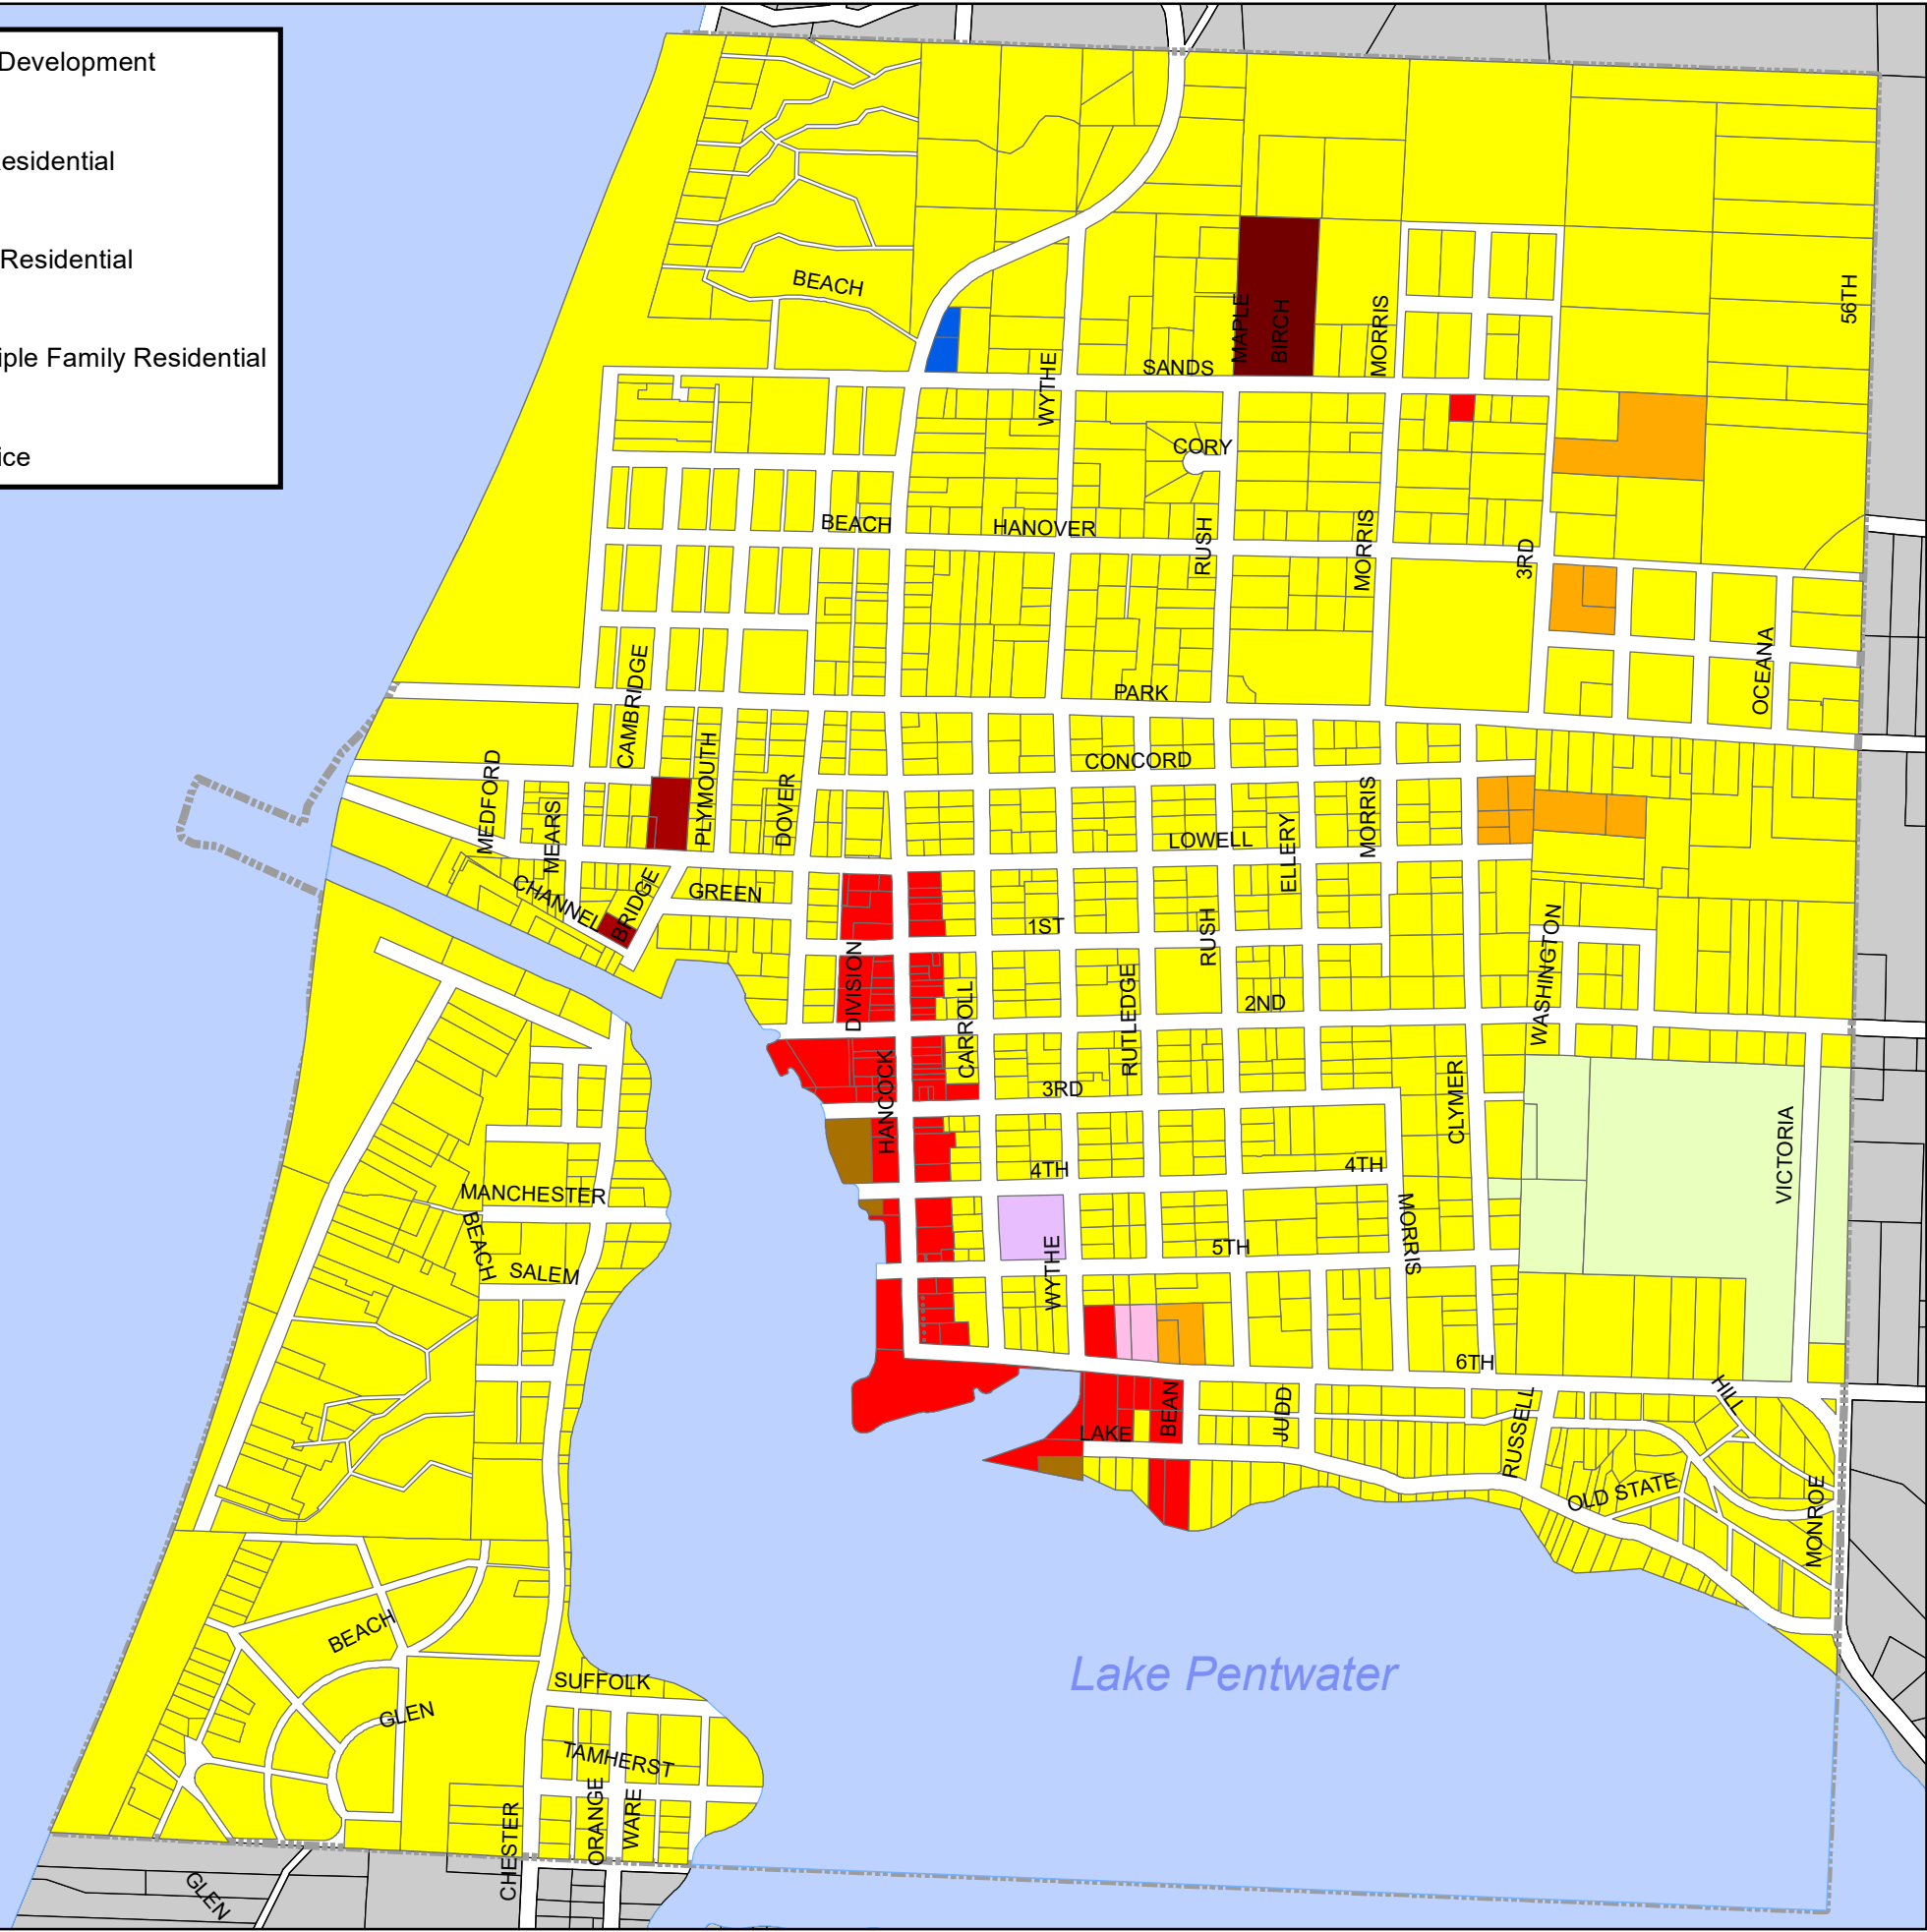 Development
esidential
Residential
iple Family Residential
ice
BEACH
56TH
MAPLE
BIRCH
MORRIS
WYTHE
SANDS
CORY
BEACH
HANOVER
RUSH
MORRIS
3RD
CAMBRIDGE
OCEANA
PARK
MEDFORD
PLYMOUTH
CONCORD
DOVER
MEARS
MORRIS
LOWELL
ELLERY
CHANNEL
BRIDGE
GREEN
1ST
RUSH
WASHINGTON
DIVISION
CARROLL
RUTLEDGE
2ND
HANCOCK
3RD
CLYMER
VICTORIA
4TH
4TH
MANCHESTER
BEACH
MORRIS
5TH
WYTHE
SALEM
6TH
HILL
BEAN
JUDD
RUSSELL
LAKE
OLD STATE
MONROE
BEACH
Lake Pentwater
SUFFOLK
GLEN
TAMHERST
ORANGE
WARE
CHESTER
GLEN